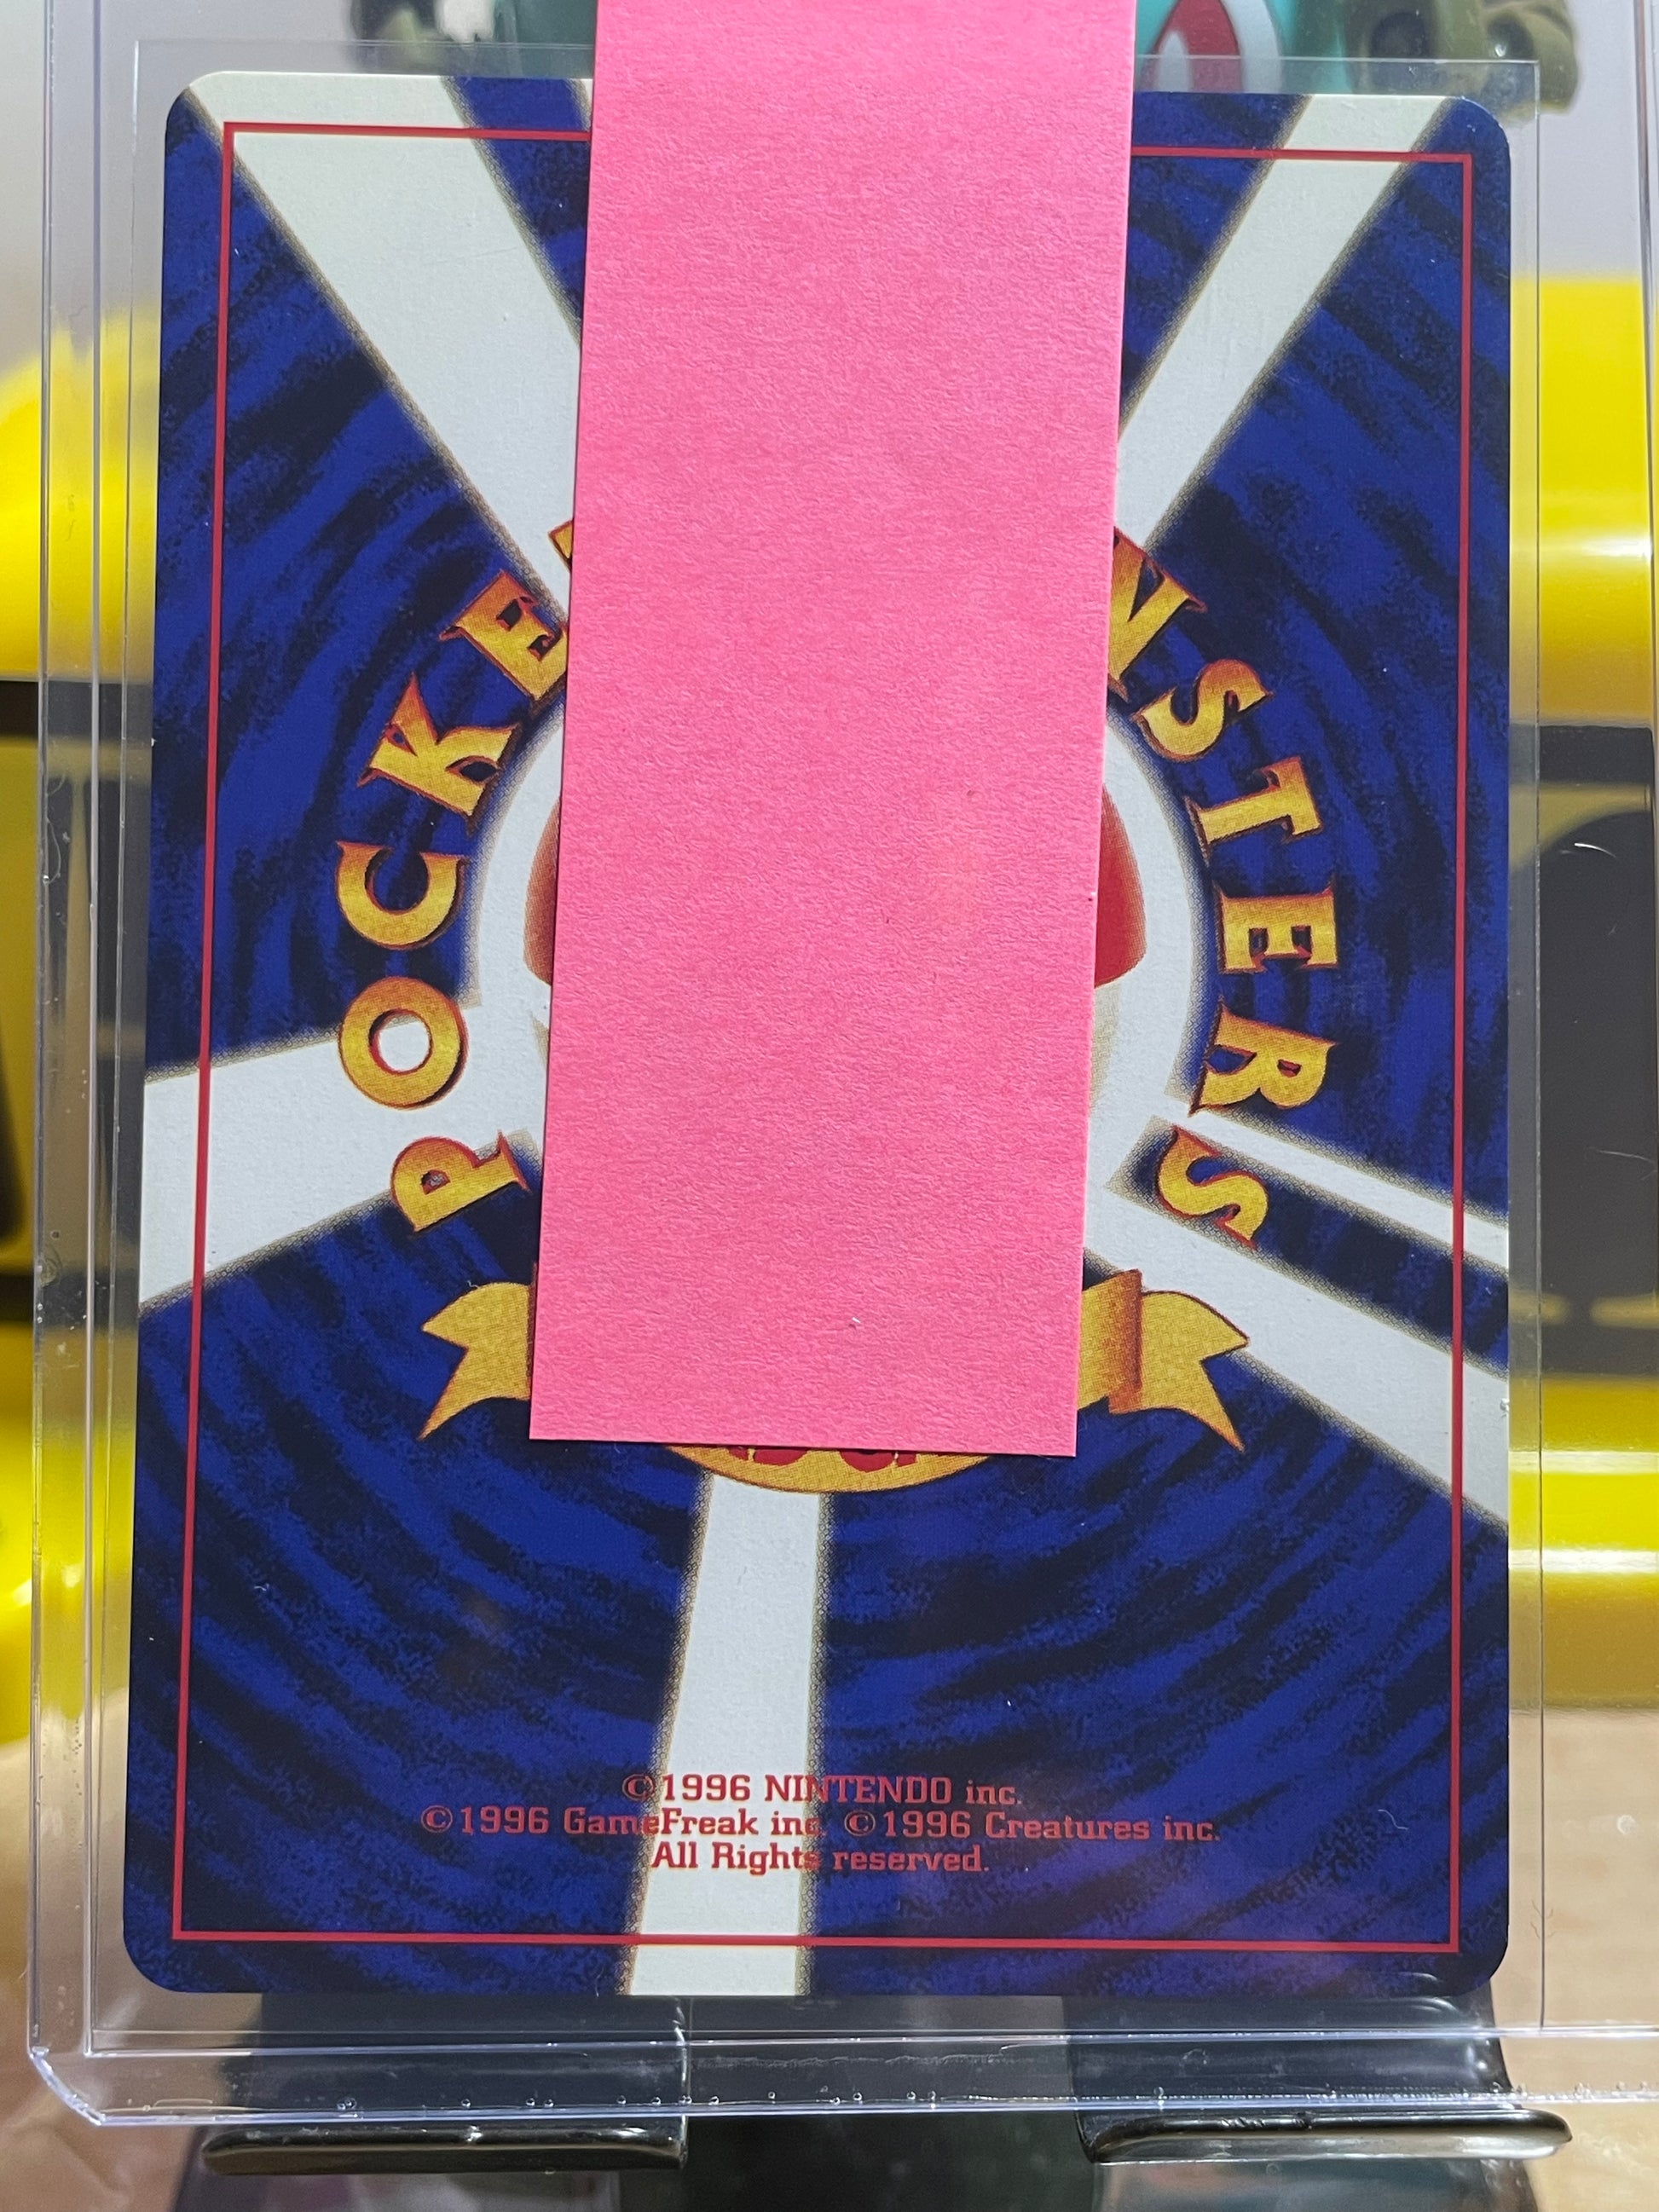 POCKE
NSTERS
©1996 NINTENDO inc.
©1996 GameFreak inc. ©1996 Creatures inc.
All Rights reserved.